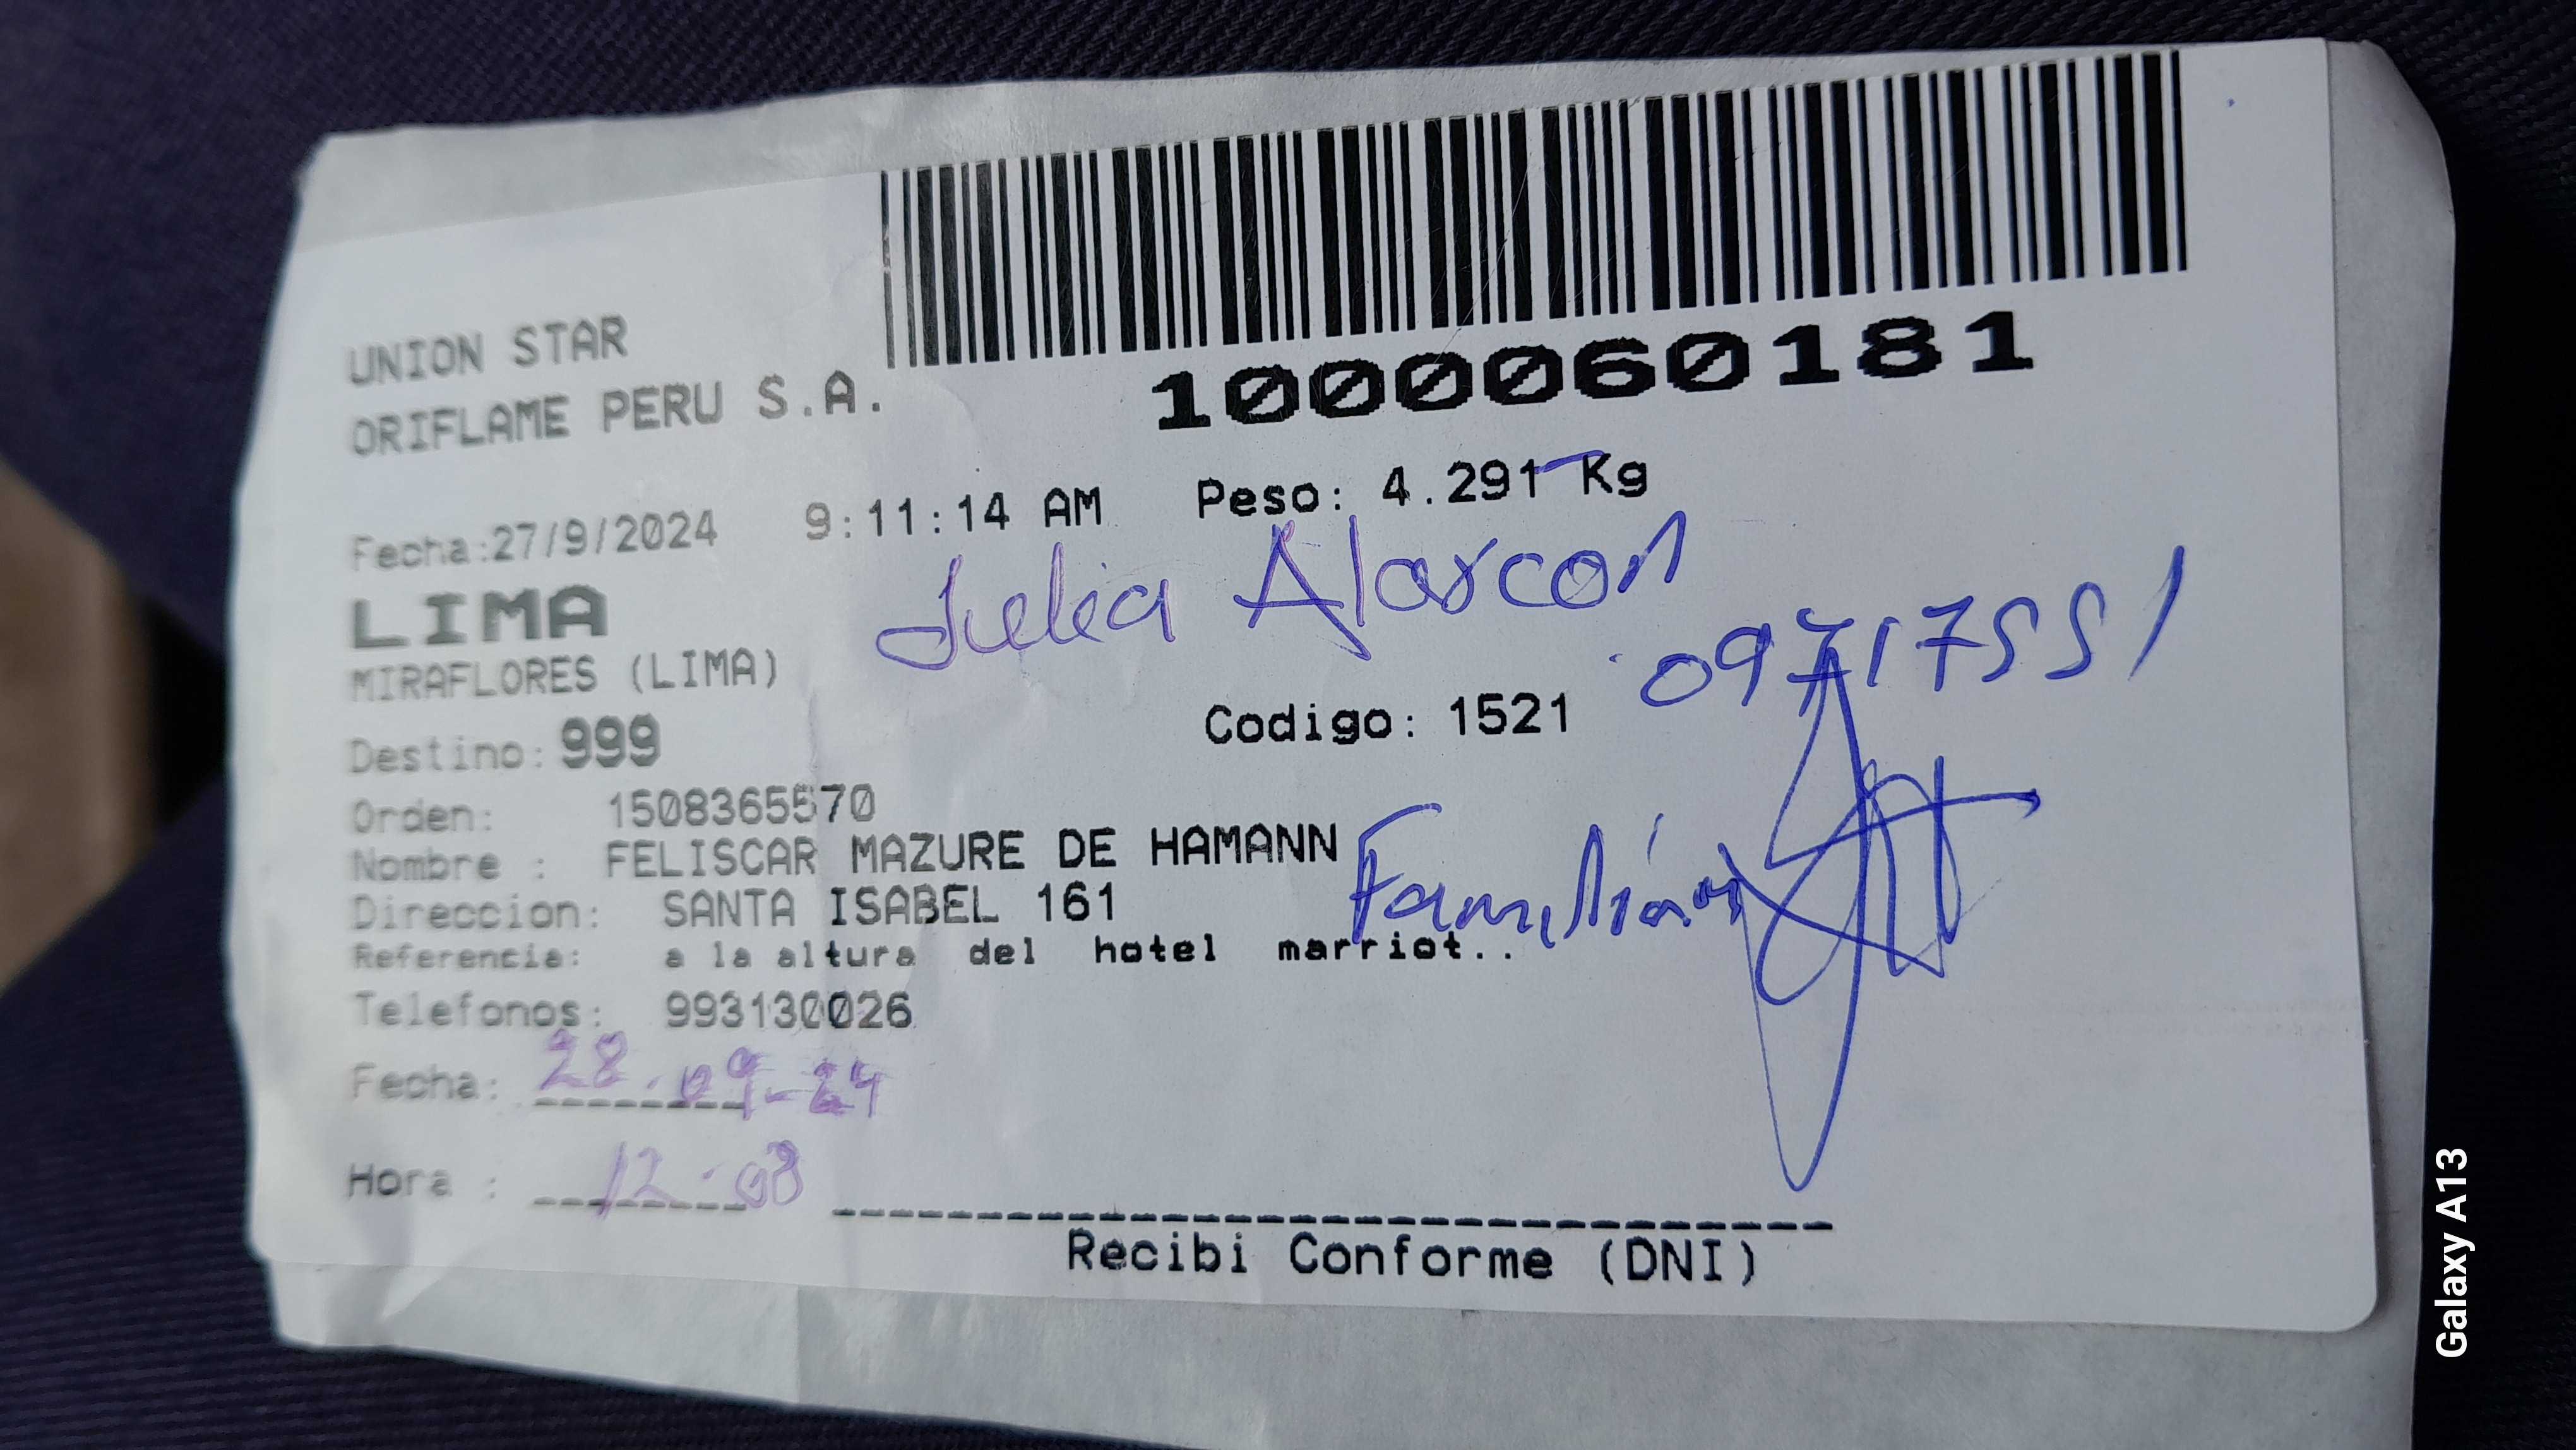 UNION STAR
ORIFLAME PERU S.A.
1000060181
Fecha:27/9/2024 9:11:14 AM Peso: 4.291 Kg
LIMA
Julia Alarcon
MIRAFLORES (LIMA)
09717551
Destino: 999 Codigo: 1521
Orden: 1508365570
Nombre : FELISCAR MAZURE DE HAMANN
Direccion: SANTA ISABEL 161
Familiar
Referencia: a la altura del hotel marriot..
Telefonos: 993130026
Fecha: 28-09-24
Hora : 12:08
Recibi Conforme (DNI)
Galaxy A13